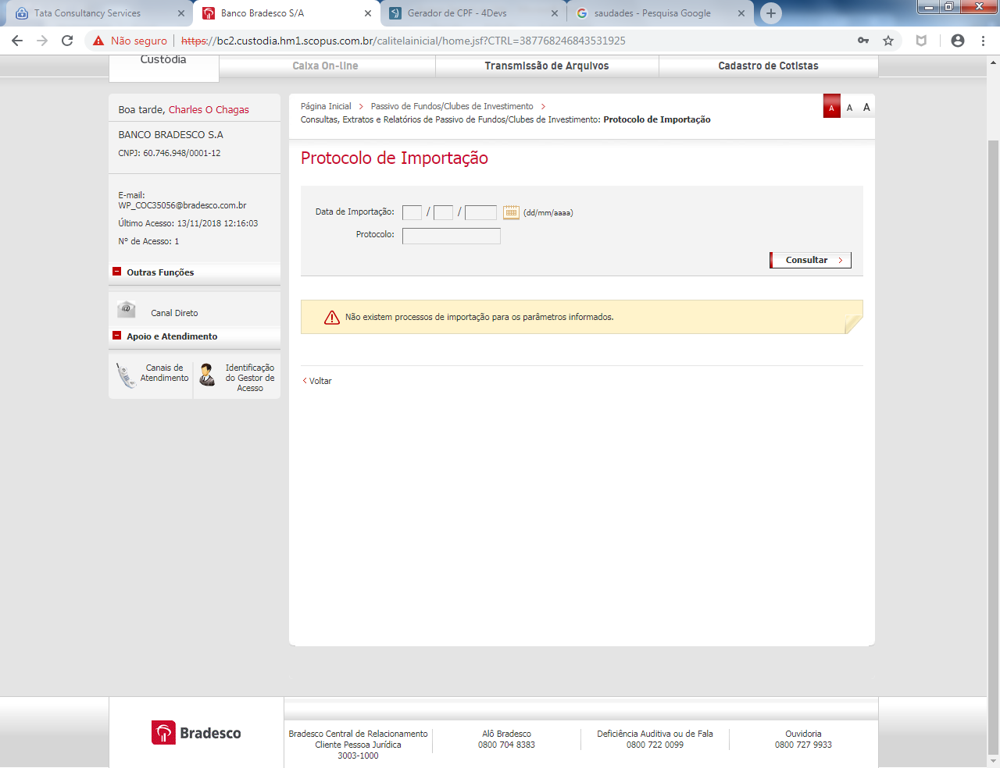 Tata Consultancy Services
Banco Bradesco S/A
Gerador de CPF - 4Devs
saudades - Pesquisa Google
Não seguro
https://bc2.custodia.hm1.scopus.com.br/calitelainicial/home.jsf?CTRL=387768246843531925
Custódia
Caixa On-line
Transmissão de Arquivos
Cadastro de Cotistas
Boa tarde, Charles O Chagas
BANCO BRADESCO S.A
CNPJ: 60.746.948/0001-12
E-mail:
WP_COC35056@bradesco.com.br
Último Acesso: 13/11/2018 12:16:03
Nº de Acesso: 1
Outras Funções
Canal Direto
Apoio e Atendimento
Canais de
Atendimento
Identificação
do Gestor de
Acesso
Página Inicial > Passivo de Fundos/Clubes de Investimento >
Consultas, Extratos e Relatórios de Passivo de Fundos/Clubes de Investimento: Protocolo de Importação
A A A
Protocolo de Importação
Data de Importação: / / (dd/mm/aaaa)
Protocolo:
Consultar >
Não existem processos de importação para os parâmetros informados.
< Voltar
Bradesco
Bradesco Central de Relacionamento
Cliente Pessoa Jurídica
3003-1000
Alô Bradesco
0800 704 8383
Deficiência Auditiva ou de Fala
0800 722 0099
Ouvidoria
0800 727 9933